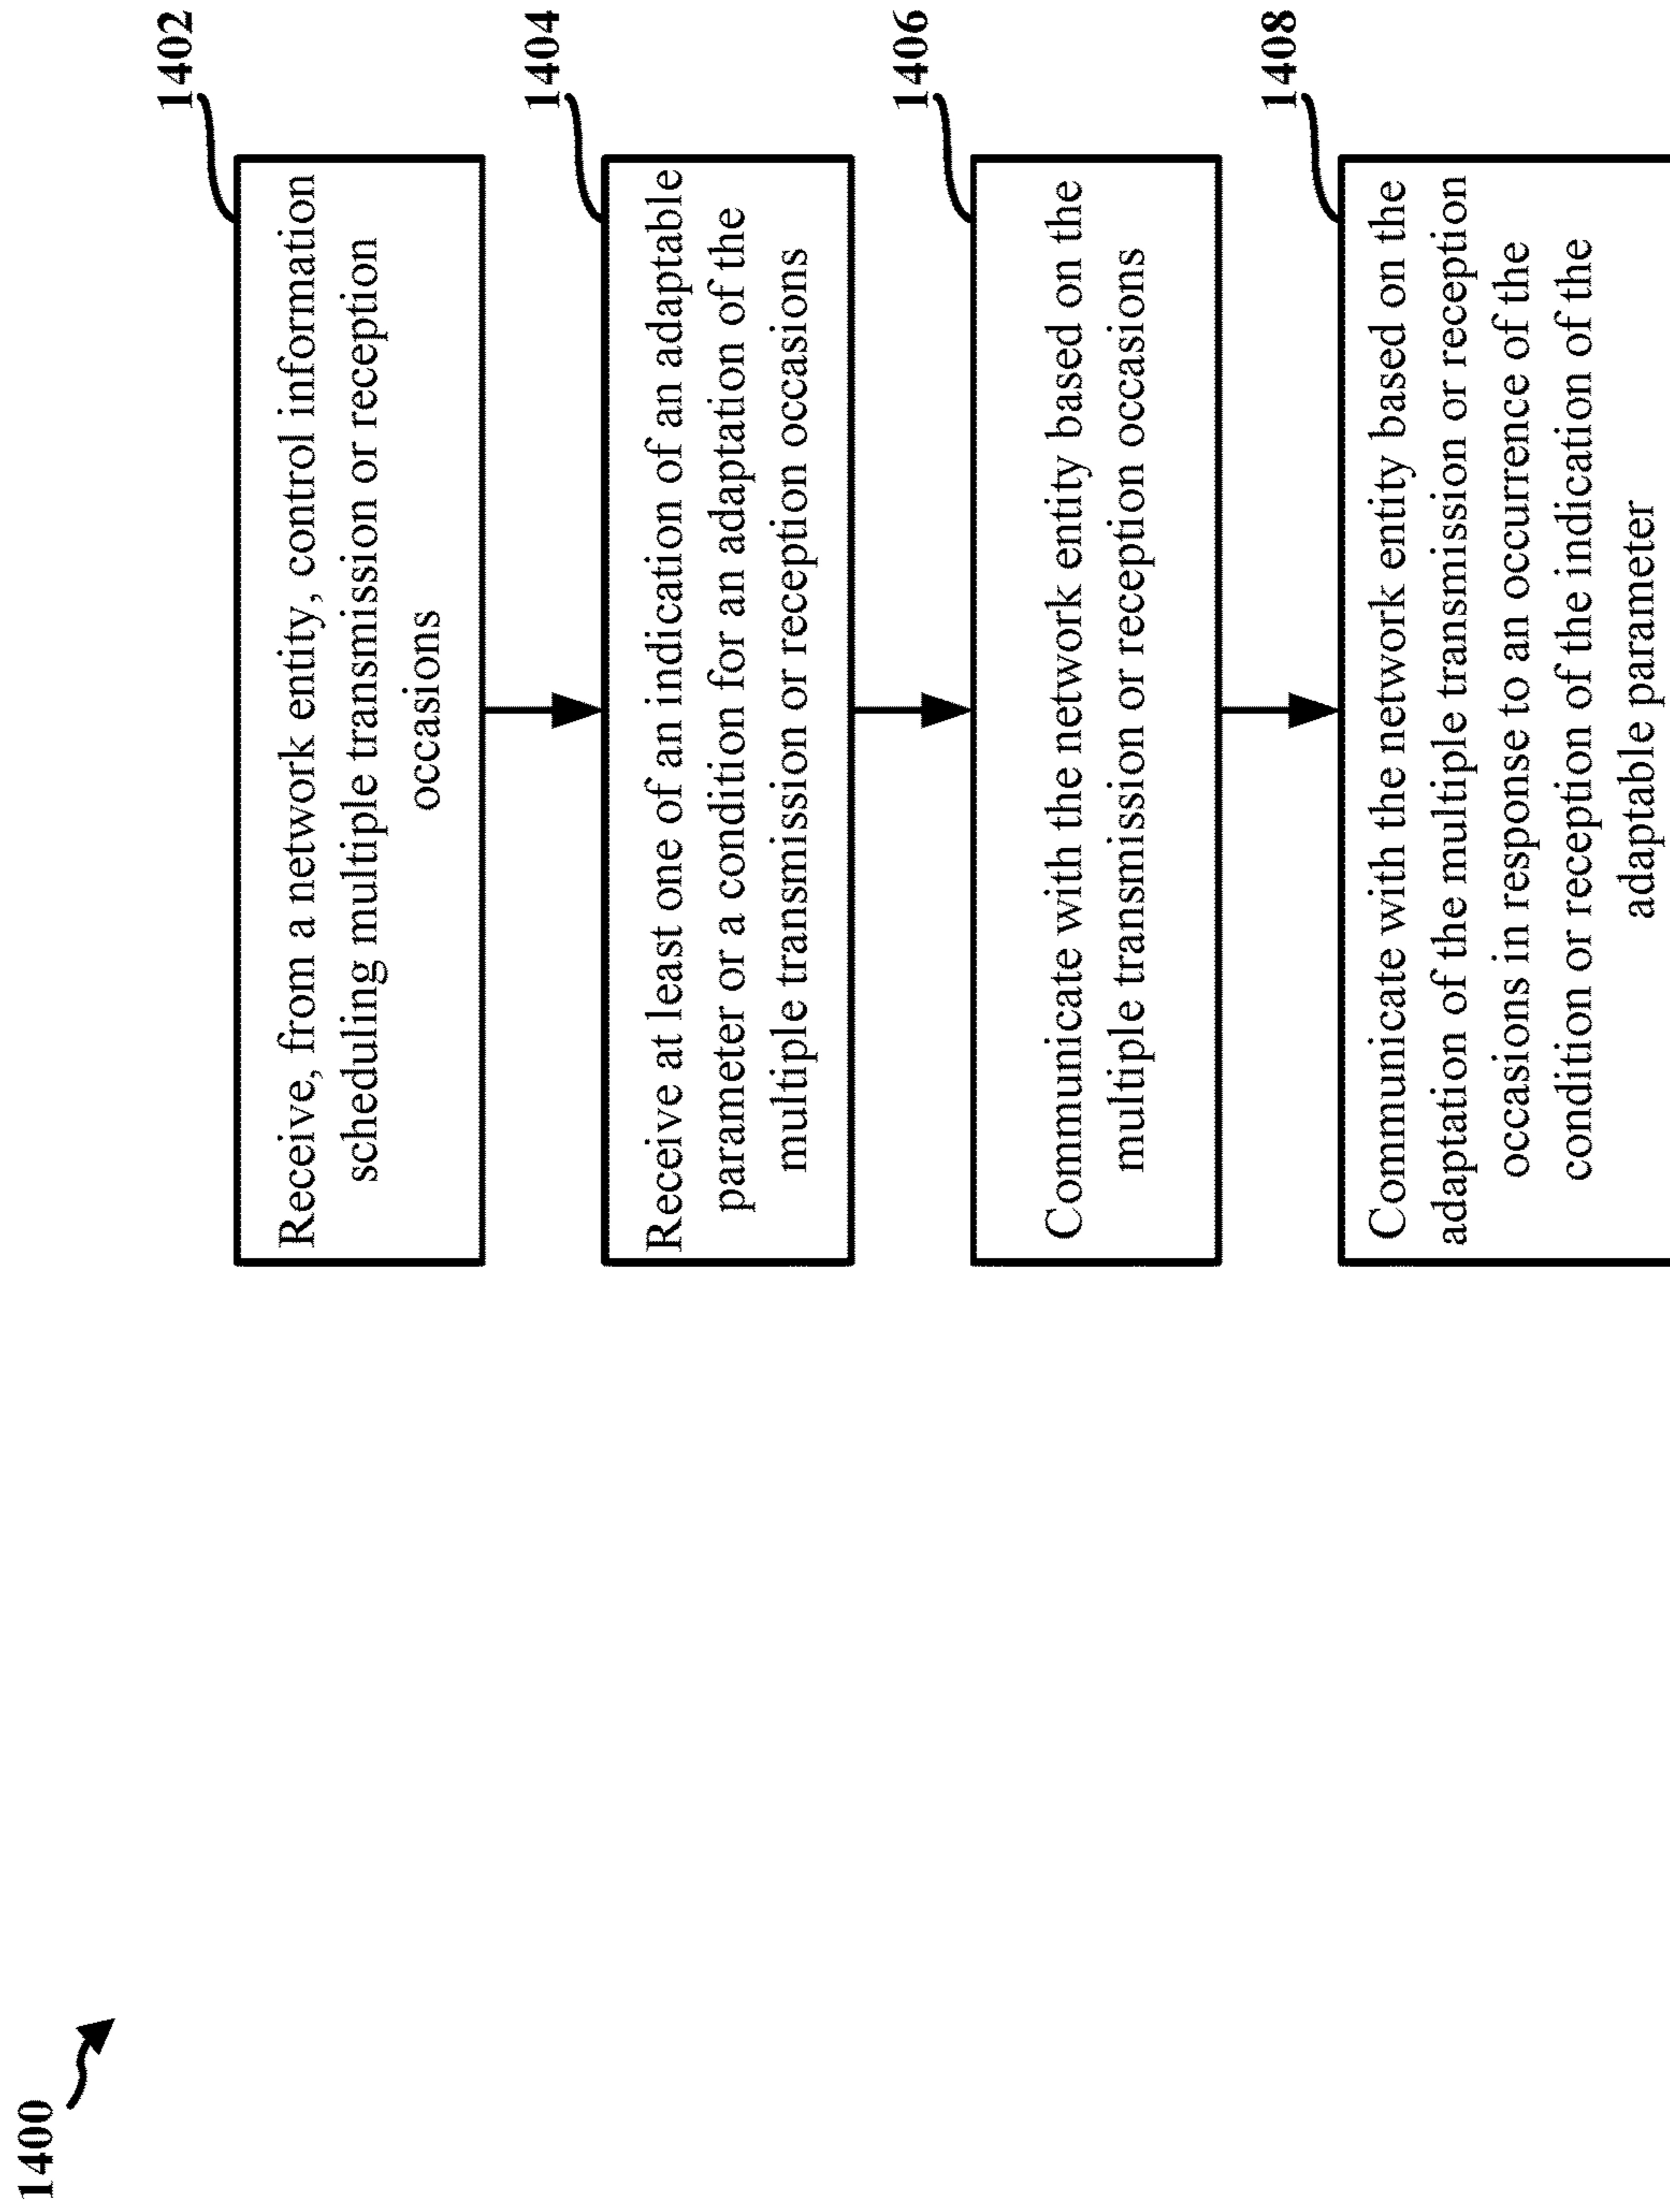 1400
1402
Receive, from a network entity, control information
scheduling multiple transmission or reception
occasions
1404
Receive at least one of an indication of an adaptable
parameter or a condition for an adaptation of the
multiple transmission or reception occasions
1406
Communicate with the network entity based on the
multiple transmission or reception occasions
1408
Communicate with the network entity based on the
adaptation of the multiple transmission or reception
occasions in response to an occurrence of the
condition or reception of the indication of the
adaptable parameter